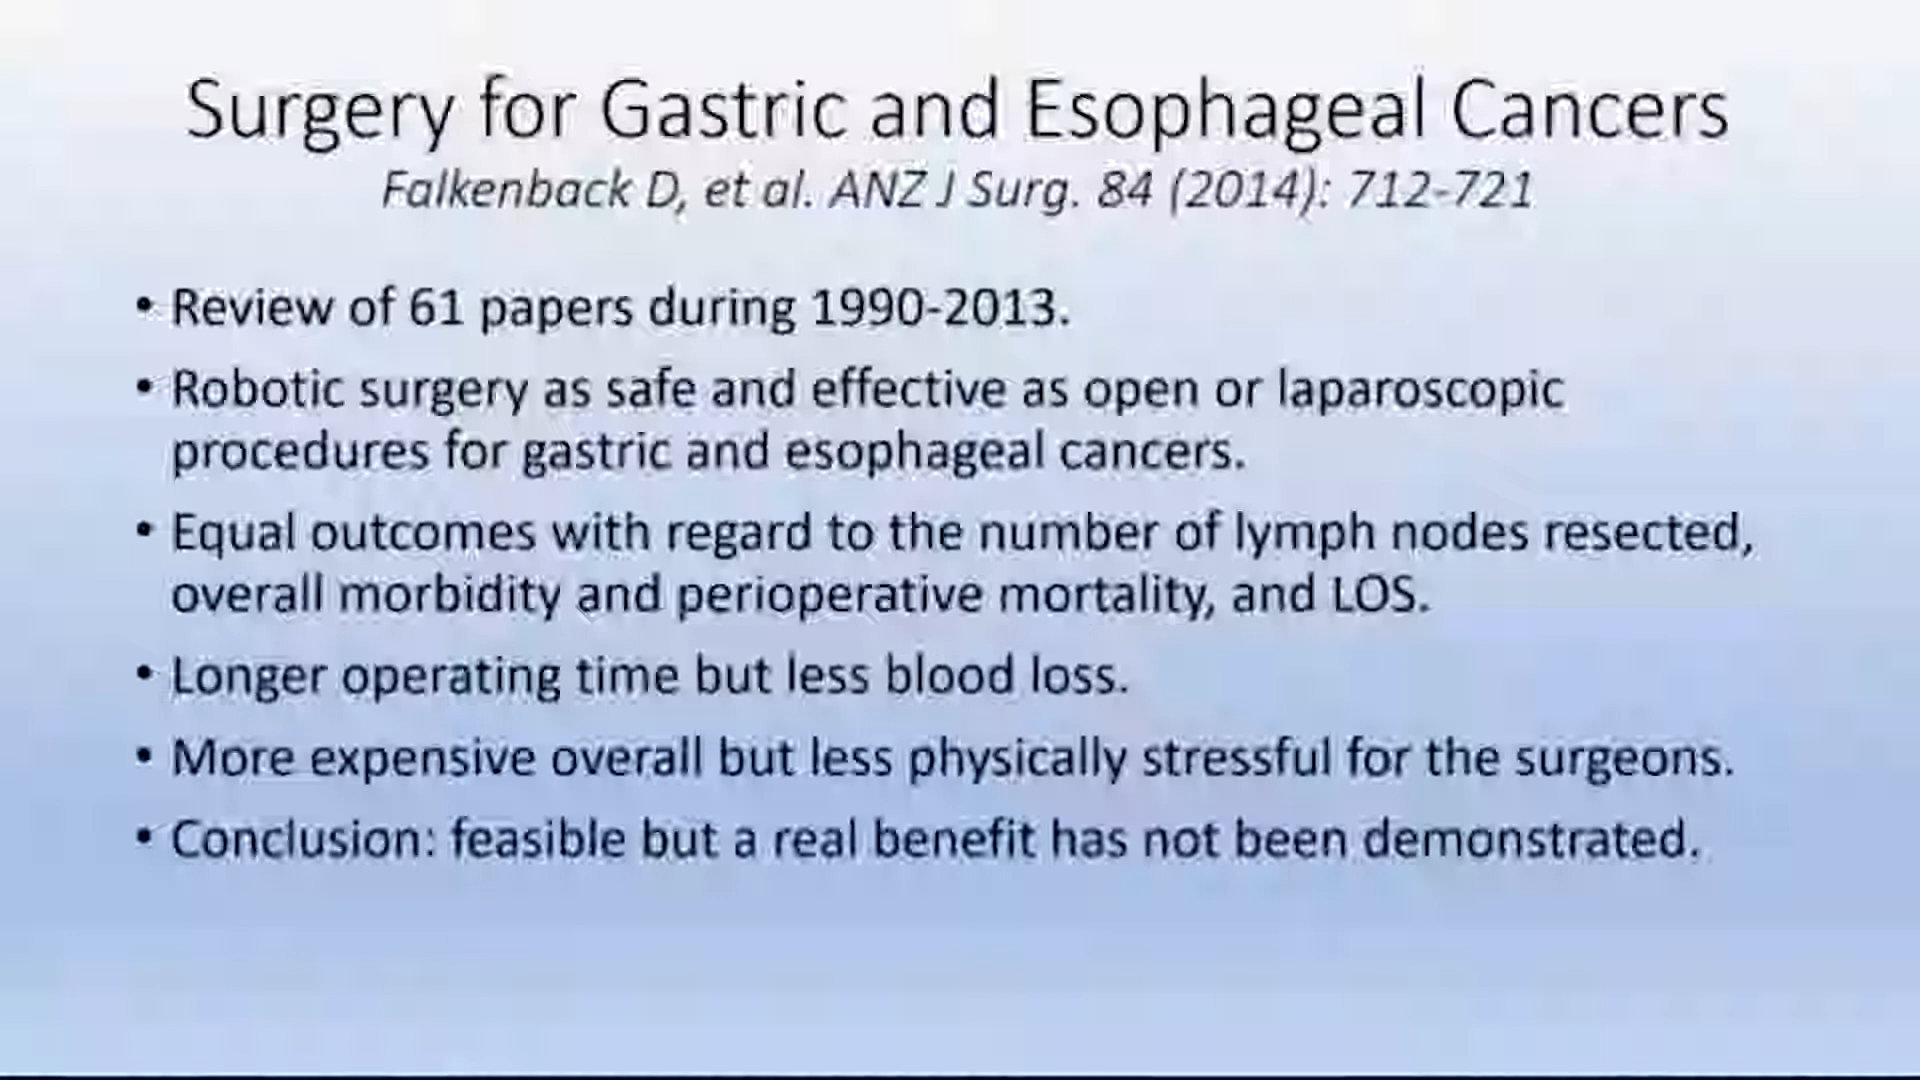 Surgery for Gastric and Esophageal Cancers
Falkenback D, et al. ANZ J Surg. 84 (2014): 712-721
• Review of 61 papers during 1990-2013.
• Robotic surgery as safe and effective as open or laparoscopic
procedures for gastric and esophageal cancers.
• Equal outcomes with regard to the number of lymph nodes resected,
overall morbidity and perioperative mortality, and LOS.
• Longer operating time but less blood loss.
• More expensive overall but less physically stressful for the surgeons.
• Conclusion: feasible but a real benefit has not been demonstrated.